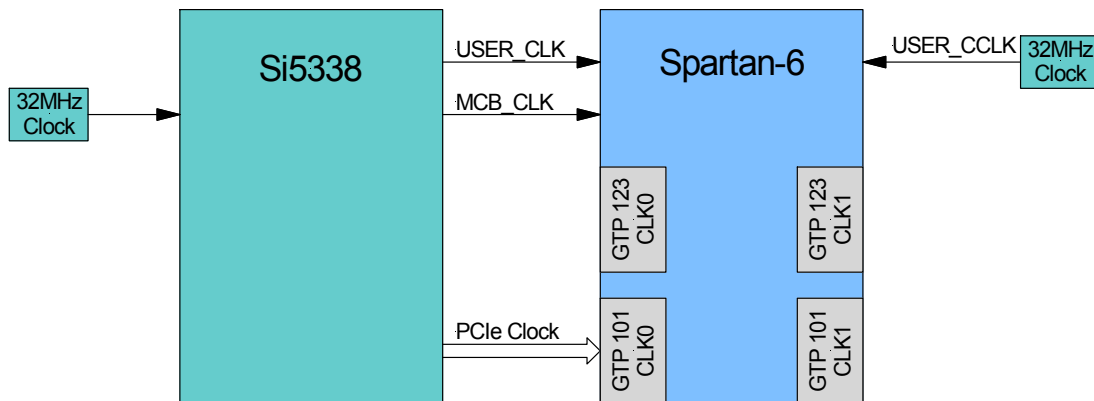 Si5338
Spartan-6
USER_CLK
MCB_CLK
PCIe Clock
USER_CCLK
32MHz
Clock
32MHz
Clock
GTP 123
CLK0
GTP 123
CLK1
GTP 101
CLK0
GTP 101
CLK1